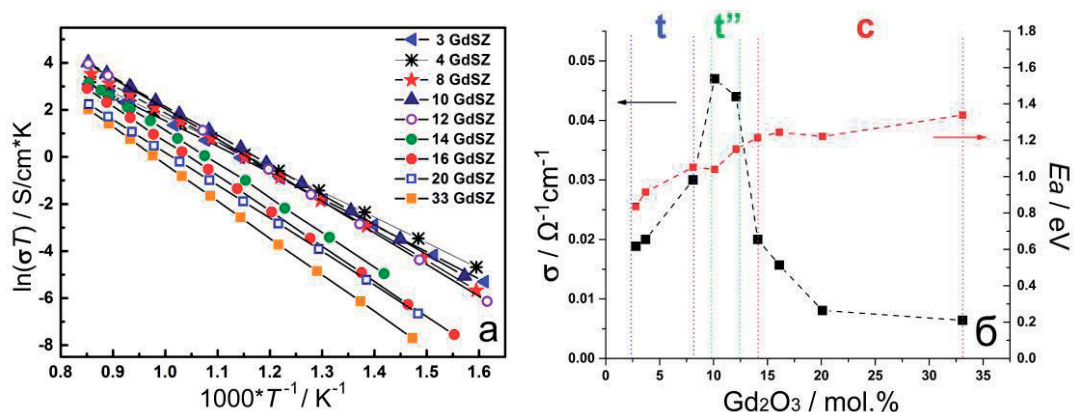 4
2
0
-2
-4
-6
-8
ln(σT) / S/cm*K
0.8 0.9 1.0 1.1 1.2 1.3 1.4 1.5 1.6
1000*T⁻¹ / K⁻¹
3 GdSZ
4 GdSZ
8 GdSZ
10 GdSZ
12 GdSZ
14 GdSZ
16 GdSZ
20 GdSZ
33 GdSZ
а
t t” c
0.05
0.04
0.03
0.02
0.01
0.00
σ / Ω⁻¹cm⁻¹
0 5 10 15 20 25 30 35
Gd₂O₃ / mol.%
1.8
1.6
1.4
1.2
1.0
0.8
0.6
0.4
0.2
0.0
Ea / eV
б